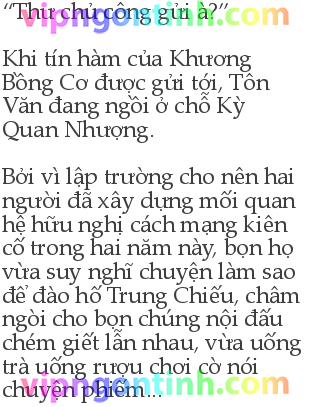 “Thư chủ công gửi à?”
vipngontinh.com
Khi tín hàm của Khương
Bồng Cơ được gửi tới, Tôn
Văn đang ngồi ở chỗ Kỳ
Quan Nhượng.
Bởi vì lập trường cho nên hai
người đã xây dựng mối quan
hệ hữu nghị cách mạng kiên
cố trong hai năm này, bọn họ
vừa suy nghĩ chuyện làm sao
để đào hố Trung Chiếu, châm
ngòi cho bọn chúng nội đấu
chém giết lẫn nhau, vừa uống
trà uống rượu chơi cờ nói
chuyện phiếm...
vipngontinh.com